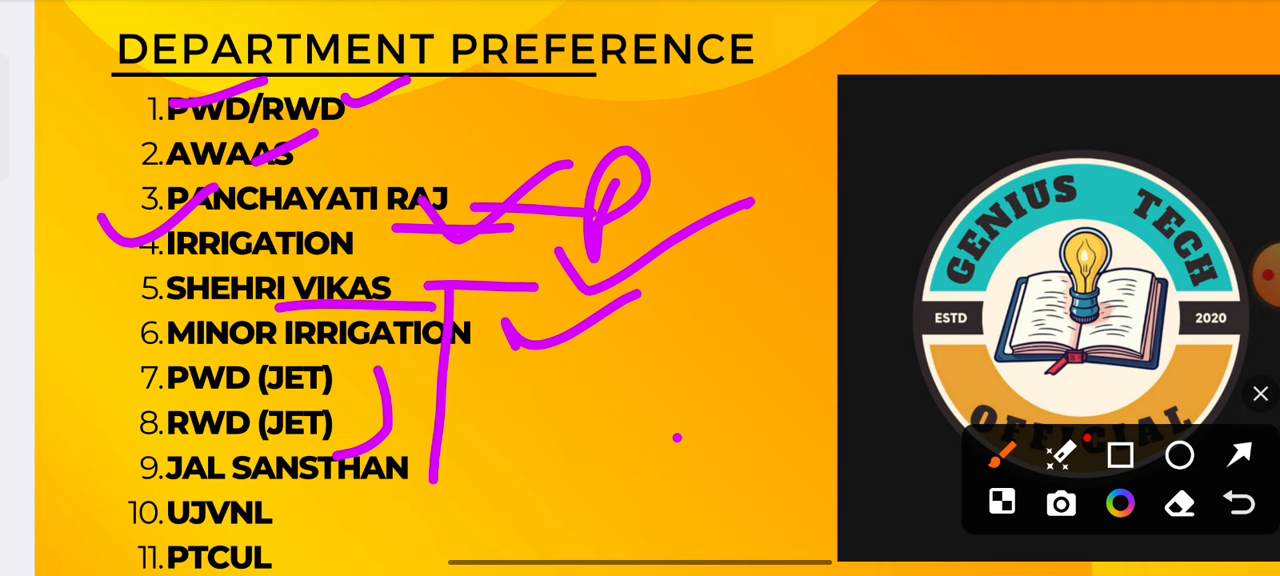 DEPARTMENT PREFERENCE
1. PWD/RWD
2. AWAAS
3. PANCHAYATI RAJ
4. IRRIGATION
5. SHEHRI VIKAS
6. MINOR IRRIGATION
7. PWD (JET)
8. RWD (JET)
9. JAL SANSTHAN
10. UJVNL
11. PTCUL
GENIUS TECH
ESTD 2020
OFFICIAL